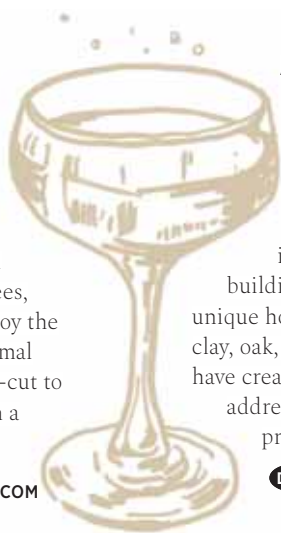 ees,
oy the
mal
-cut to
a
COM
buildi
unique ho
clay, oak,
have crea
addre
pr